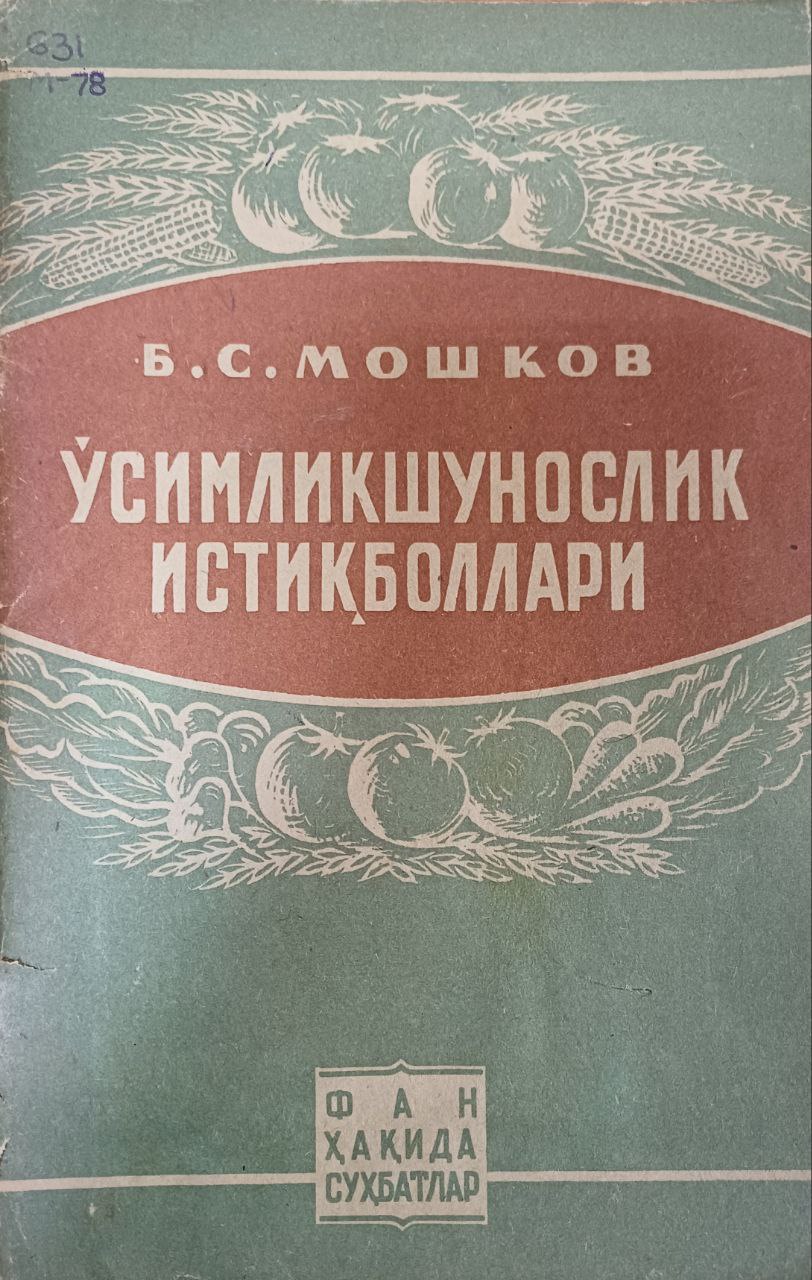 631
М-78
Б.С.МОШКОВ
ЎСИМЛИКШУНОСЛИК
ИСТИҚБОЛЛАРИ
ФАН
ҲАҚИДА
СУҲБАТЛАР